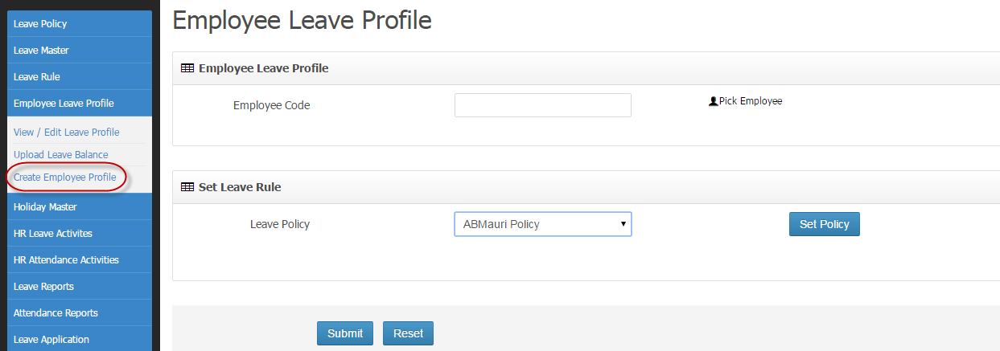 Leave Policy
Leave Master
Leave Rule
Employee Leave Profile
View / Edit Leave Profile
Upload Leave Balance
Create Employee Profile
Holiday Master
HR Leave Activites
HR Attendance Activities
Leave Reports
Attendance Reports
Leave Application
Employee Leave Profile
Employee Leave Profile
Employee Code
Pick Employee
Set Leave Rule
Leave Policy
ABMauri Policy
Set Policy
Submit Reset